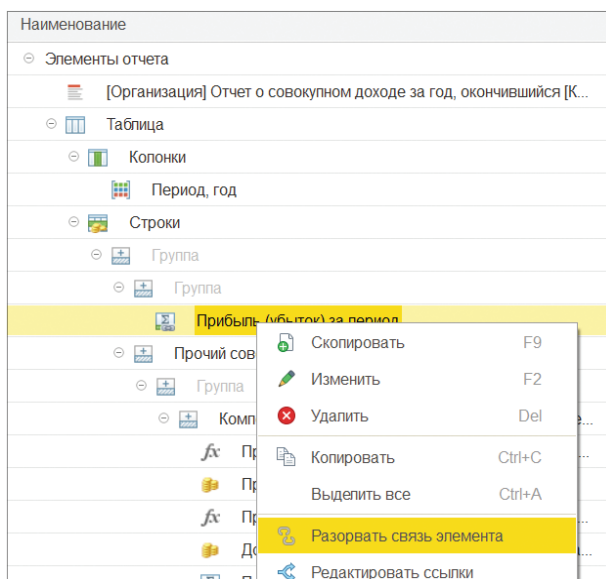 Наименование
Элементы отчета
[Организация] Отчет о совокупном доходе за год, окончившийся [К...
Таблица
Колонки
Период, год
Строки
Группа
Группа
Прибыль (убыток) за период
Скопировать F9
Прочий сов
Изменить F2
Группа
Удалить Del
Комп
fx
Копировать Ctrl+C
Выделить все Ctrl+A
fx
Разорвать связь элемента
Редактировать ссылки